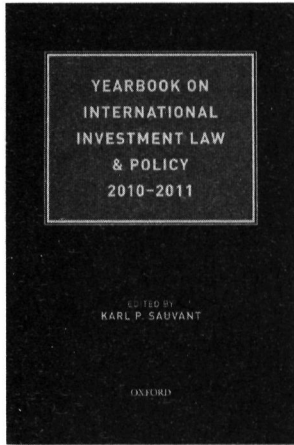 YEARBOOK ON
INTERNATIONAL
INVESTMENT LAW
& POLICY
2010–2011
EDITED BY
KARL P. SAUVANT
OXFORD